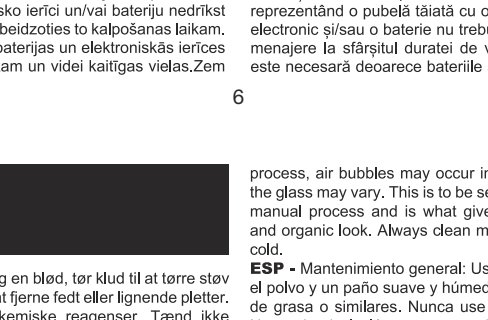 sko ierīci un/vai bateriju nedrīkst
beidzoties to kalpošanas laikam.
baterijas un elektroniskās ierīces
kam un videi kaitīgas vielas.Zem
reprezentând o pubelă tăiată cu o
electronic și/sau o baterie nu trebu
menajere la sfârșitul duratei de v
este necesară deoarece bateriile
6
g en blød, tør klud til at tørre støv
t fjerne fedt eller lignende pletter.
kemiske reagenser. Tænd ikke
process, air bubbles may occur in
the glass may vary. This is to be se
manual process and is what give
and organic look. Always clean m
cold.
ESP - Mantenimiento general: Us
el polvo y un paño suave y húmed
de grasa o similares. Nunca use